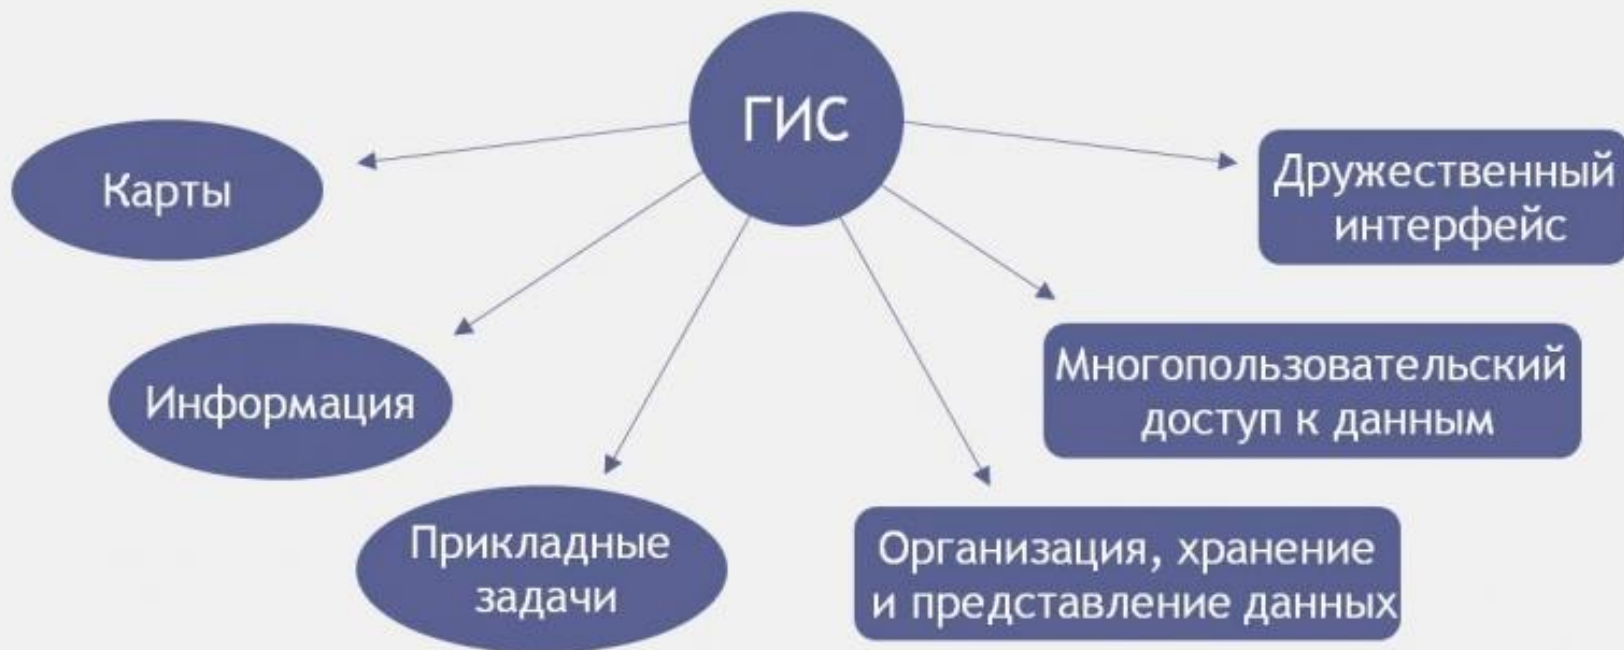 ГИС
Карты
Дружественный
интерфейс
Информация
Многопользовательский
доступ к данным
Прикладные
задачи
Организация, хранение
и представление данных